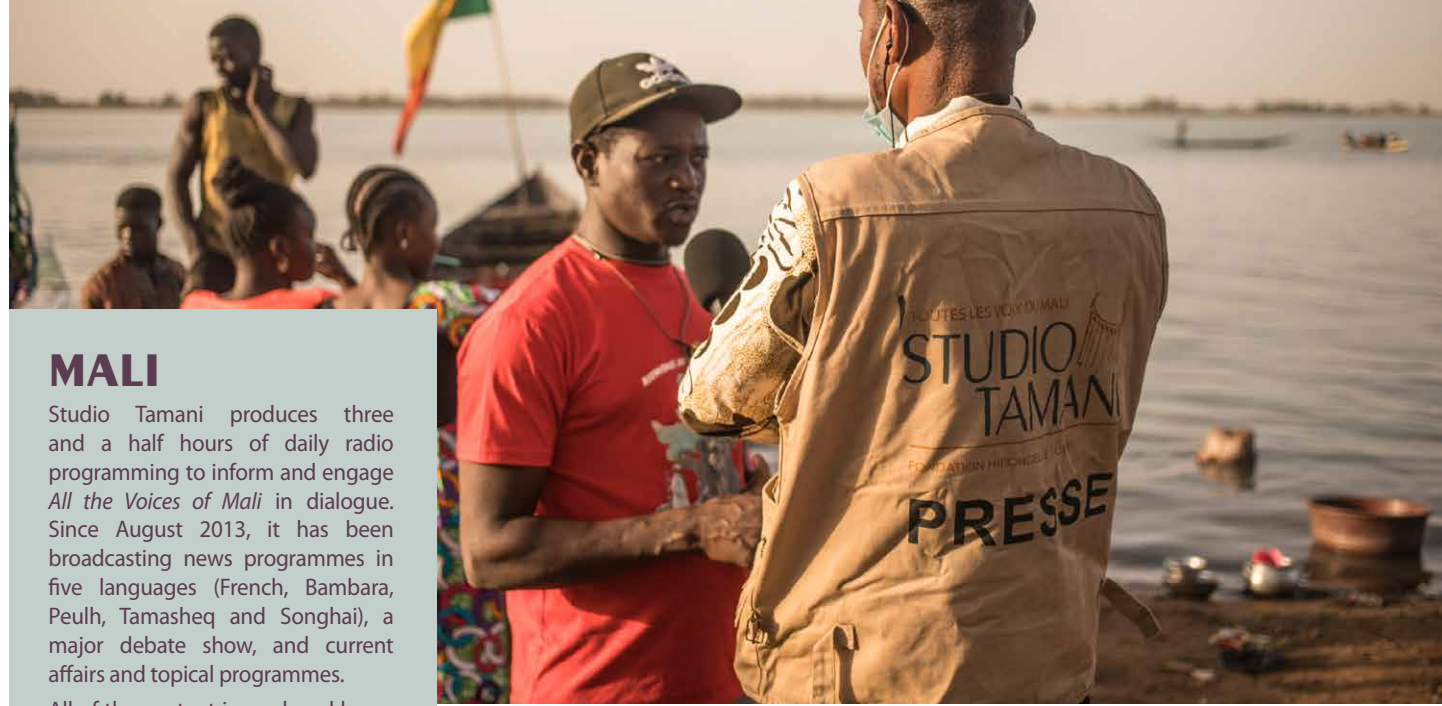 MALI
Studio Tamani produces three
and a half hours of daily radio
programming to inform and engage
All the Voices of Mali in dialogue.
Since August 2013, it has been
broadcasting news programmes in
five languages (French, Bambara,
Peulh, Tamasheq and Songhai), a
major debate show, and current
affairs and topical programmes.
TOUTES LES VOIX DU MALI
STUDIO
TAMANI
FONDATION HIRONDELLE
PRESSE